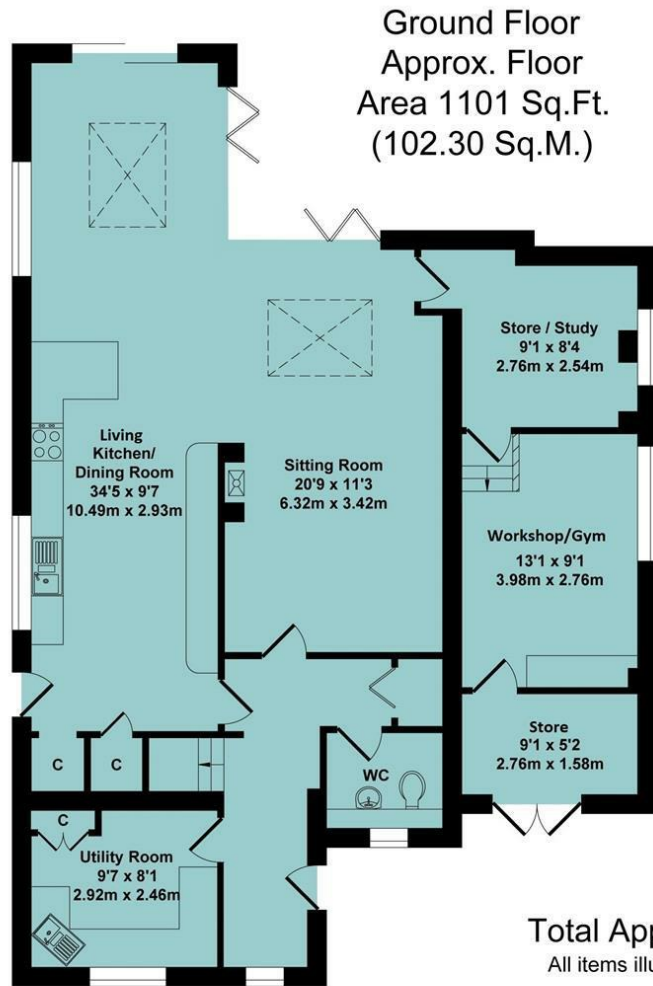 Ground Floor
Approx. Floor
Area 1101 Sq.Ft.
(102.30 Sq.M.)
Store / Study
9'1 x 8'4
2.76m x 2.54m
Living
Kitchen/
Dining Room
34'5 x 9'7
10.49m x 2.93m
Sitting Room
20'9 x 11'3
6.32m x 3.42m
Workshop/Gym
13'1 x 9'1
3.98m x 2.76m
Store
9'1 x 5'2
2.76m x 1.58m
C
C
WC
C
Utility Room
9'7 x 8'1
2.92m x 2.46m
Total App
All items illu